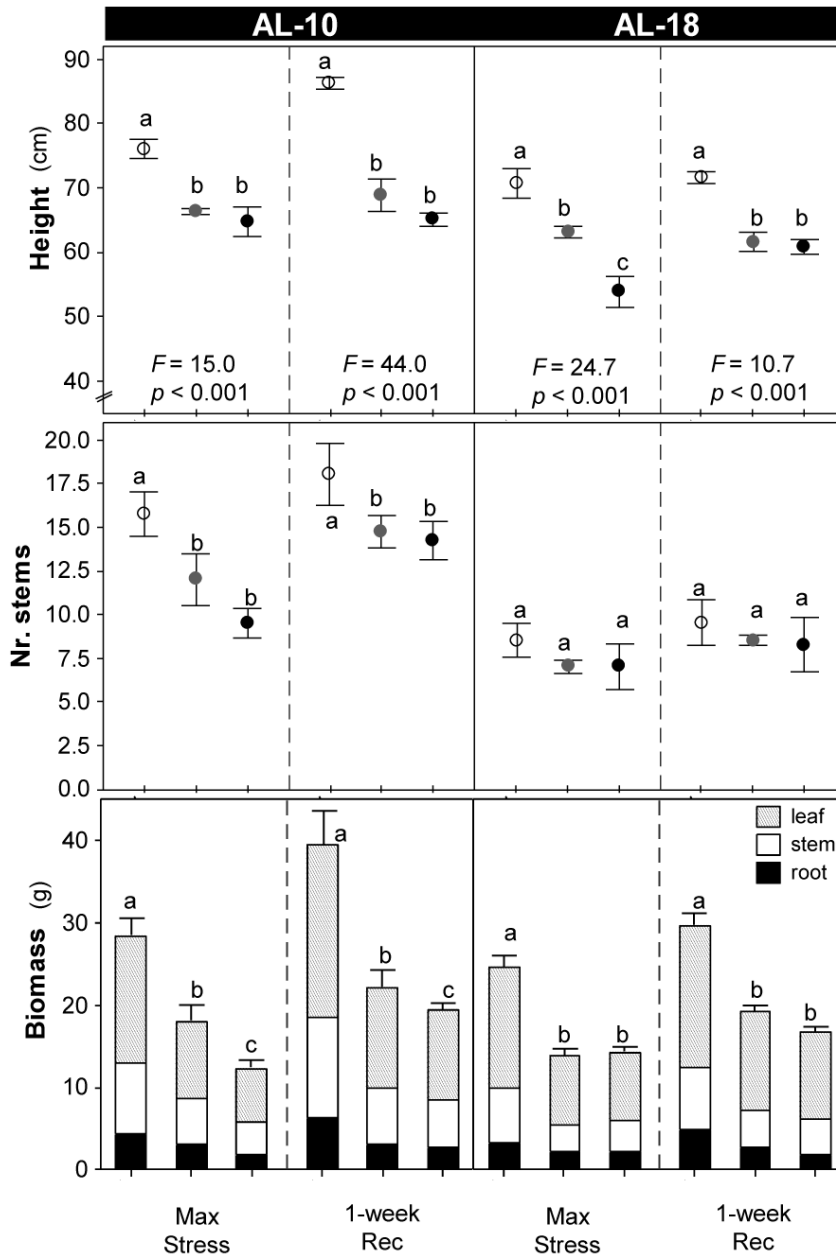 AL-10 AL-18
Height (cm)
90
80
70
60
50
40
a b b a b b a b c a b b
F = 15.0 F = 44.0 F = 24.7 F = 10.7
p < 0.001 p < 0.001 p < 0.001 p < 0.001
Nr. stems
20.0
17.5
15.0
12.5
10.0
7.5
5.0
2.5
0.0
a b b a b b a a a a a a
Biomass (g)
40
30
20
10
0
a b c a b c a b b a b b
leaf
stem
root
Max 1-week Max 1-week
Stress Rec Stress Rec